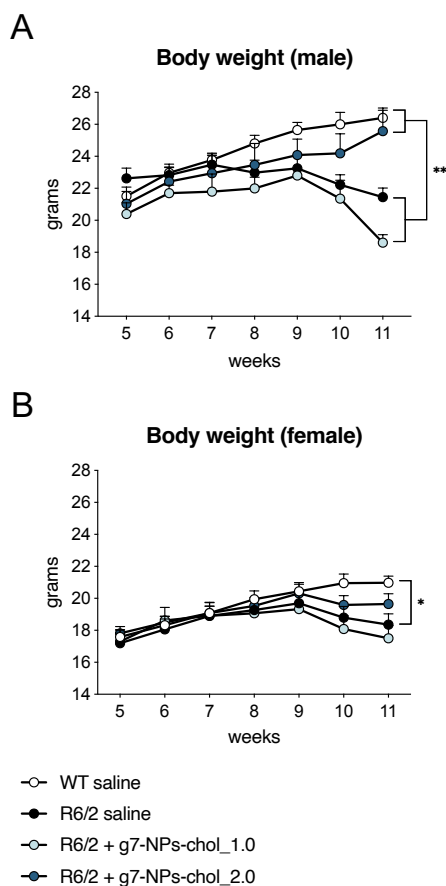 A
Body weight (male)
28
26
24
22
20
18
16
14
grams
5 6 7 8 9 10 11
weeks
**
B
Body weight (female)
28
26
24
22
20
18
16
14
grams
5 6 7 8 9 10 11
weeks
*
WT saline
R6/2 saline
R6/2 + g7-NPs-chol_1.0
R6/2 + g7-NPs-chol_2.0